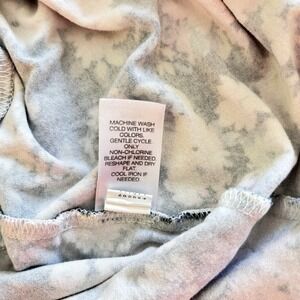 MACHINE WASH
COLD WITH LIKE
COLORS.
GENTLE CYCLE
ONLY
NON-CHLORINE
BLEACH IF NEEDED.
RESHAPE AND DRY
FLAT.
COOL IRON IF
NEEDED.